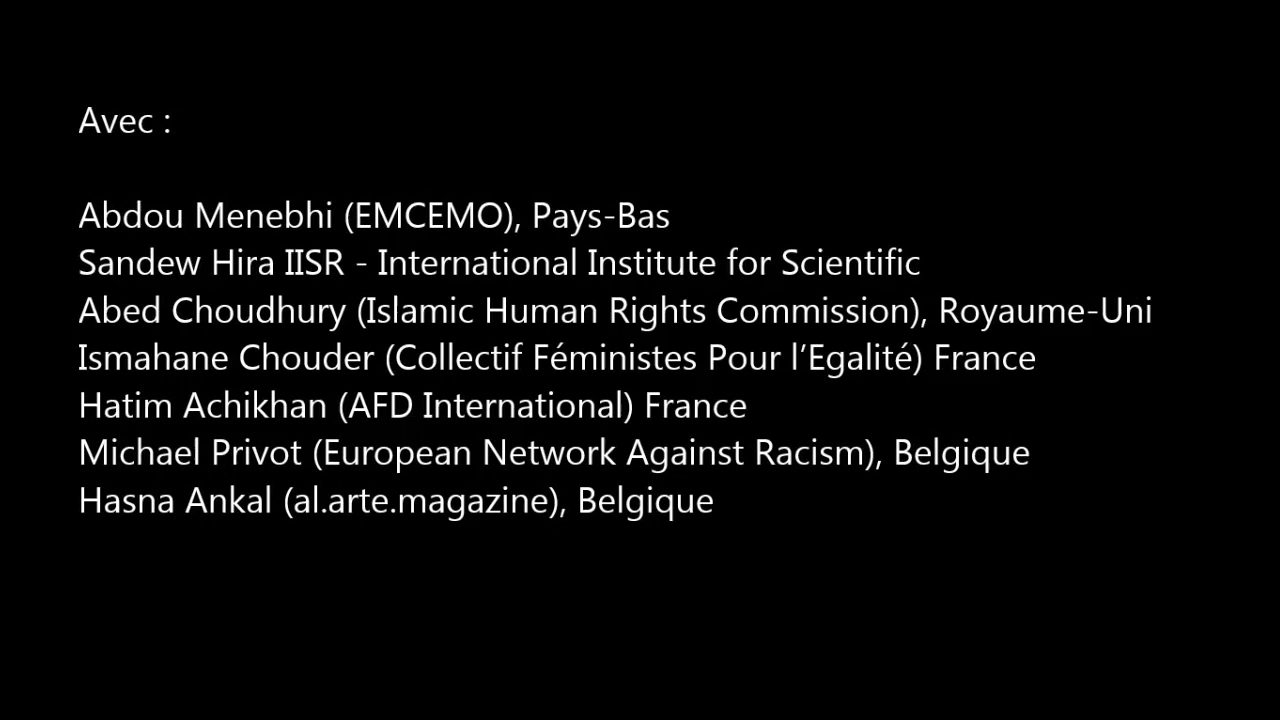 Avec :
Abdou Menebhi (EMCEMO), Pays-Bas
Sandew Hira IISR - International Institute for Scientific
Abed Choudhury (Islamic Human Rights Commission), Royaume-Uni
Ismahane Chouder (Collectif Féministes Pour l’Egalité) France
Hatim Achikhan (AFD International) France
Michael Privot (European Network Against Racism), Belgique
Hasna Ankal (al.arte.magazine), Belgique